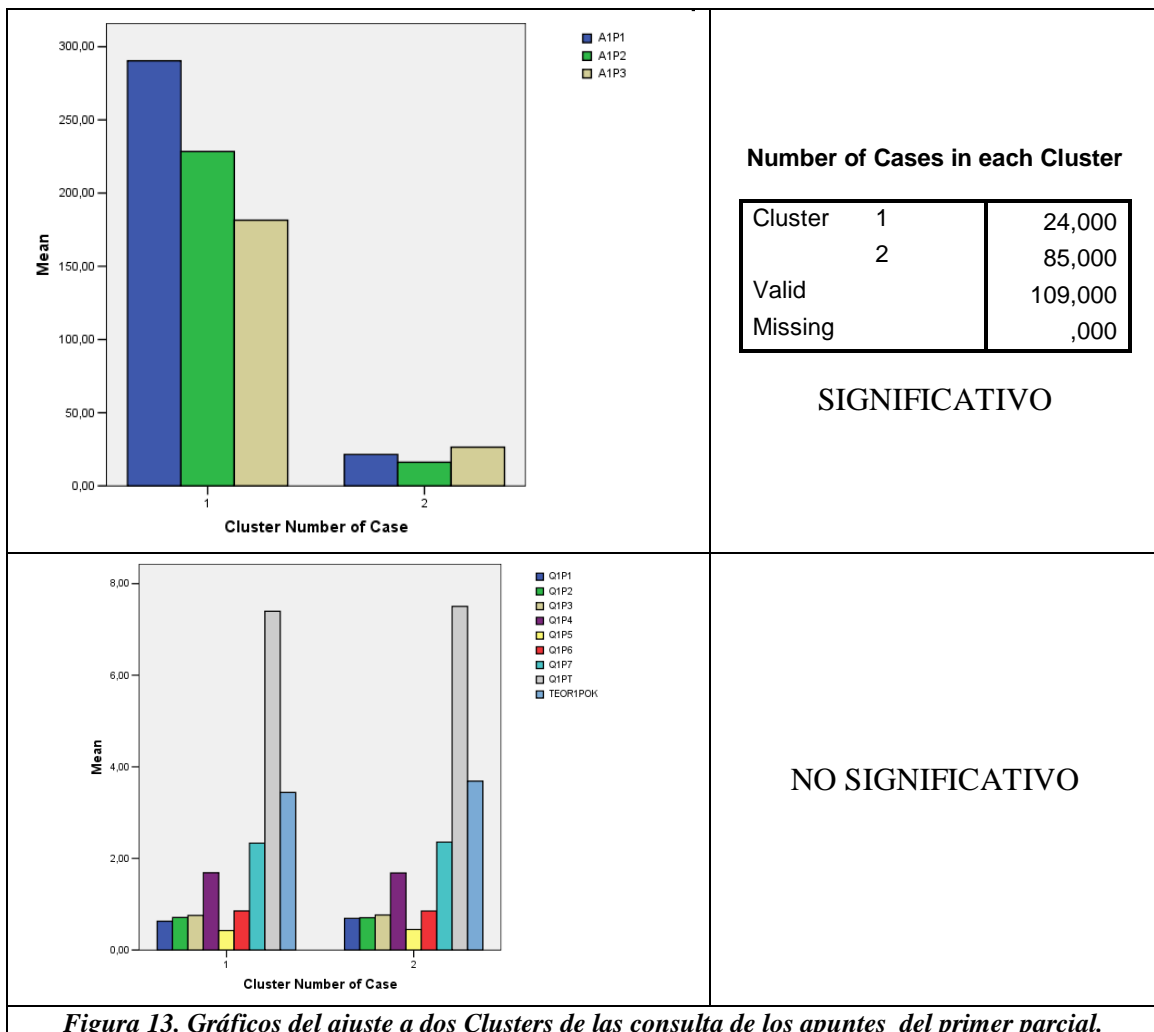 300,00
250,00
200,00
150,00
100,00
50,00
0,00
Mean
1
2
Cluster Number of Case
A1P1
A1P2
A1P3
Number of Cases in each Cluster
Cluster 1 24,000
2 85,000
Valid 109,000
Missing ,000
SIGNIFICATIVO
8,00
6,00
4,00
2,00
0,00
Mean
1
2
Cluster Number of Case
Q1P1
Q1P2
Q1P3
Q1P4
Q1P5
Q1P6
Q1P7
Q1PT
TEOR1POK
NO SIGNIFICATIVO
Figura 13. Gráficos del ajuste a dos Clusters de las consulta de los apuntes del primer parcial.